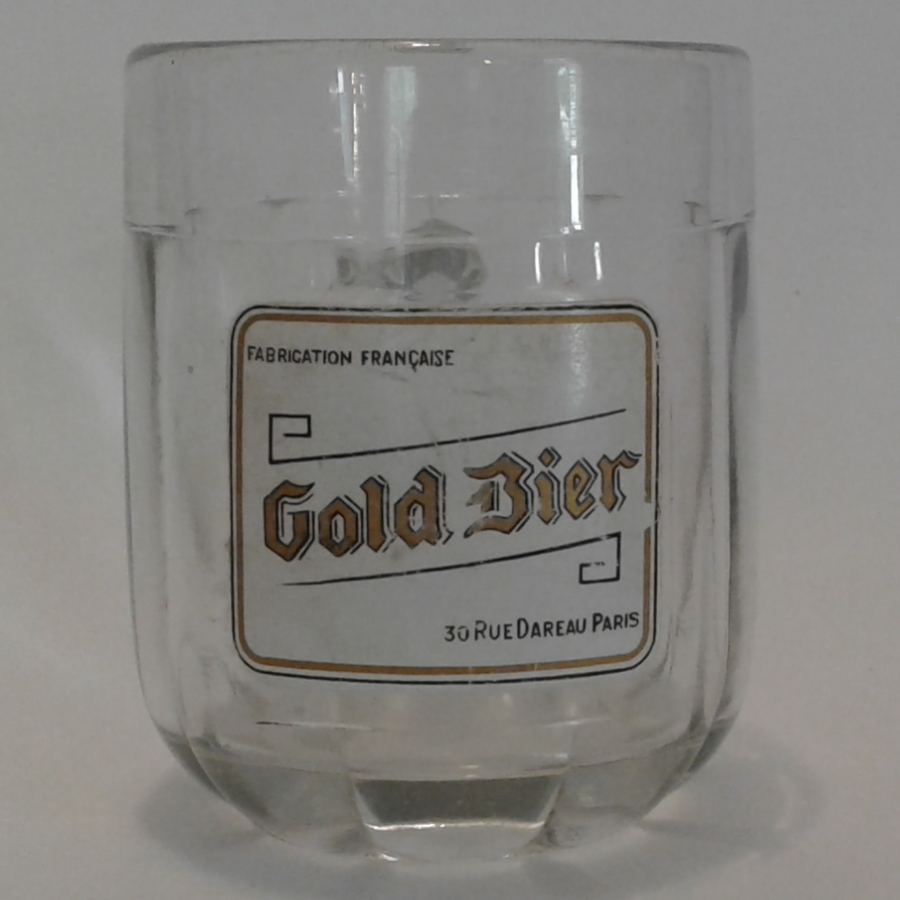 FABRICATION FRANÇAISE
Gold Bier
30 RUE DAREAU PARIS